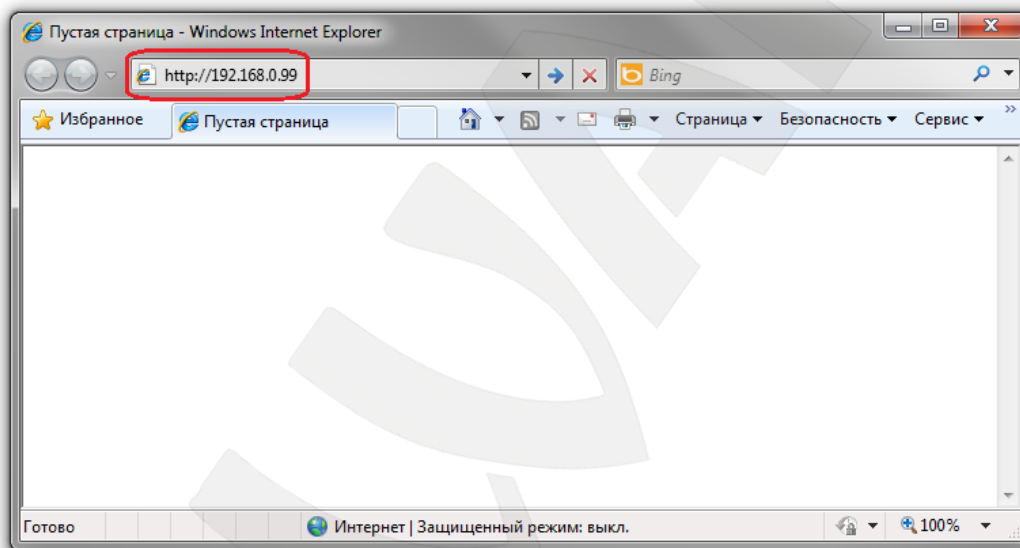 Пустая страница - Windows Internet Explorer
http://192.168.0.99
Bing
Избранное
Пустая страница
Страница
Безопасность
Сервис
»
Готово
Интернет | Защищенный режим: выкл.
100%